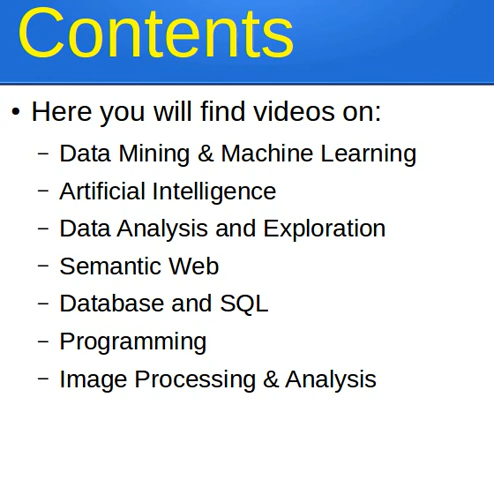 Contents
• Here you will find videos on:
– Data Mining & Machine Learning
– Artificial Intelligence
– Data Analysis and Exploration
– Semantic Web
– Database and SQL
– Programming
– Image Processing & Analysis